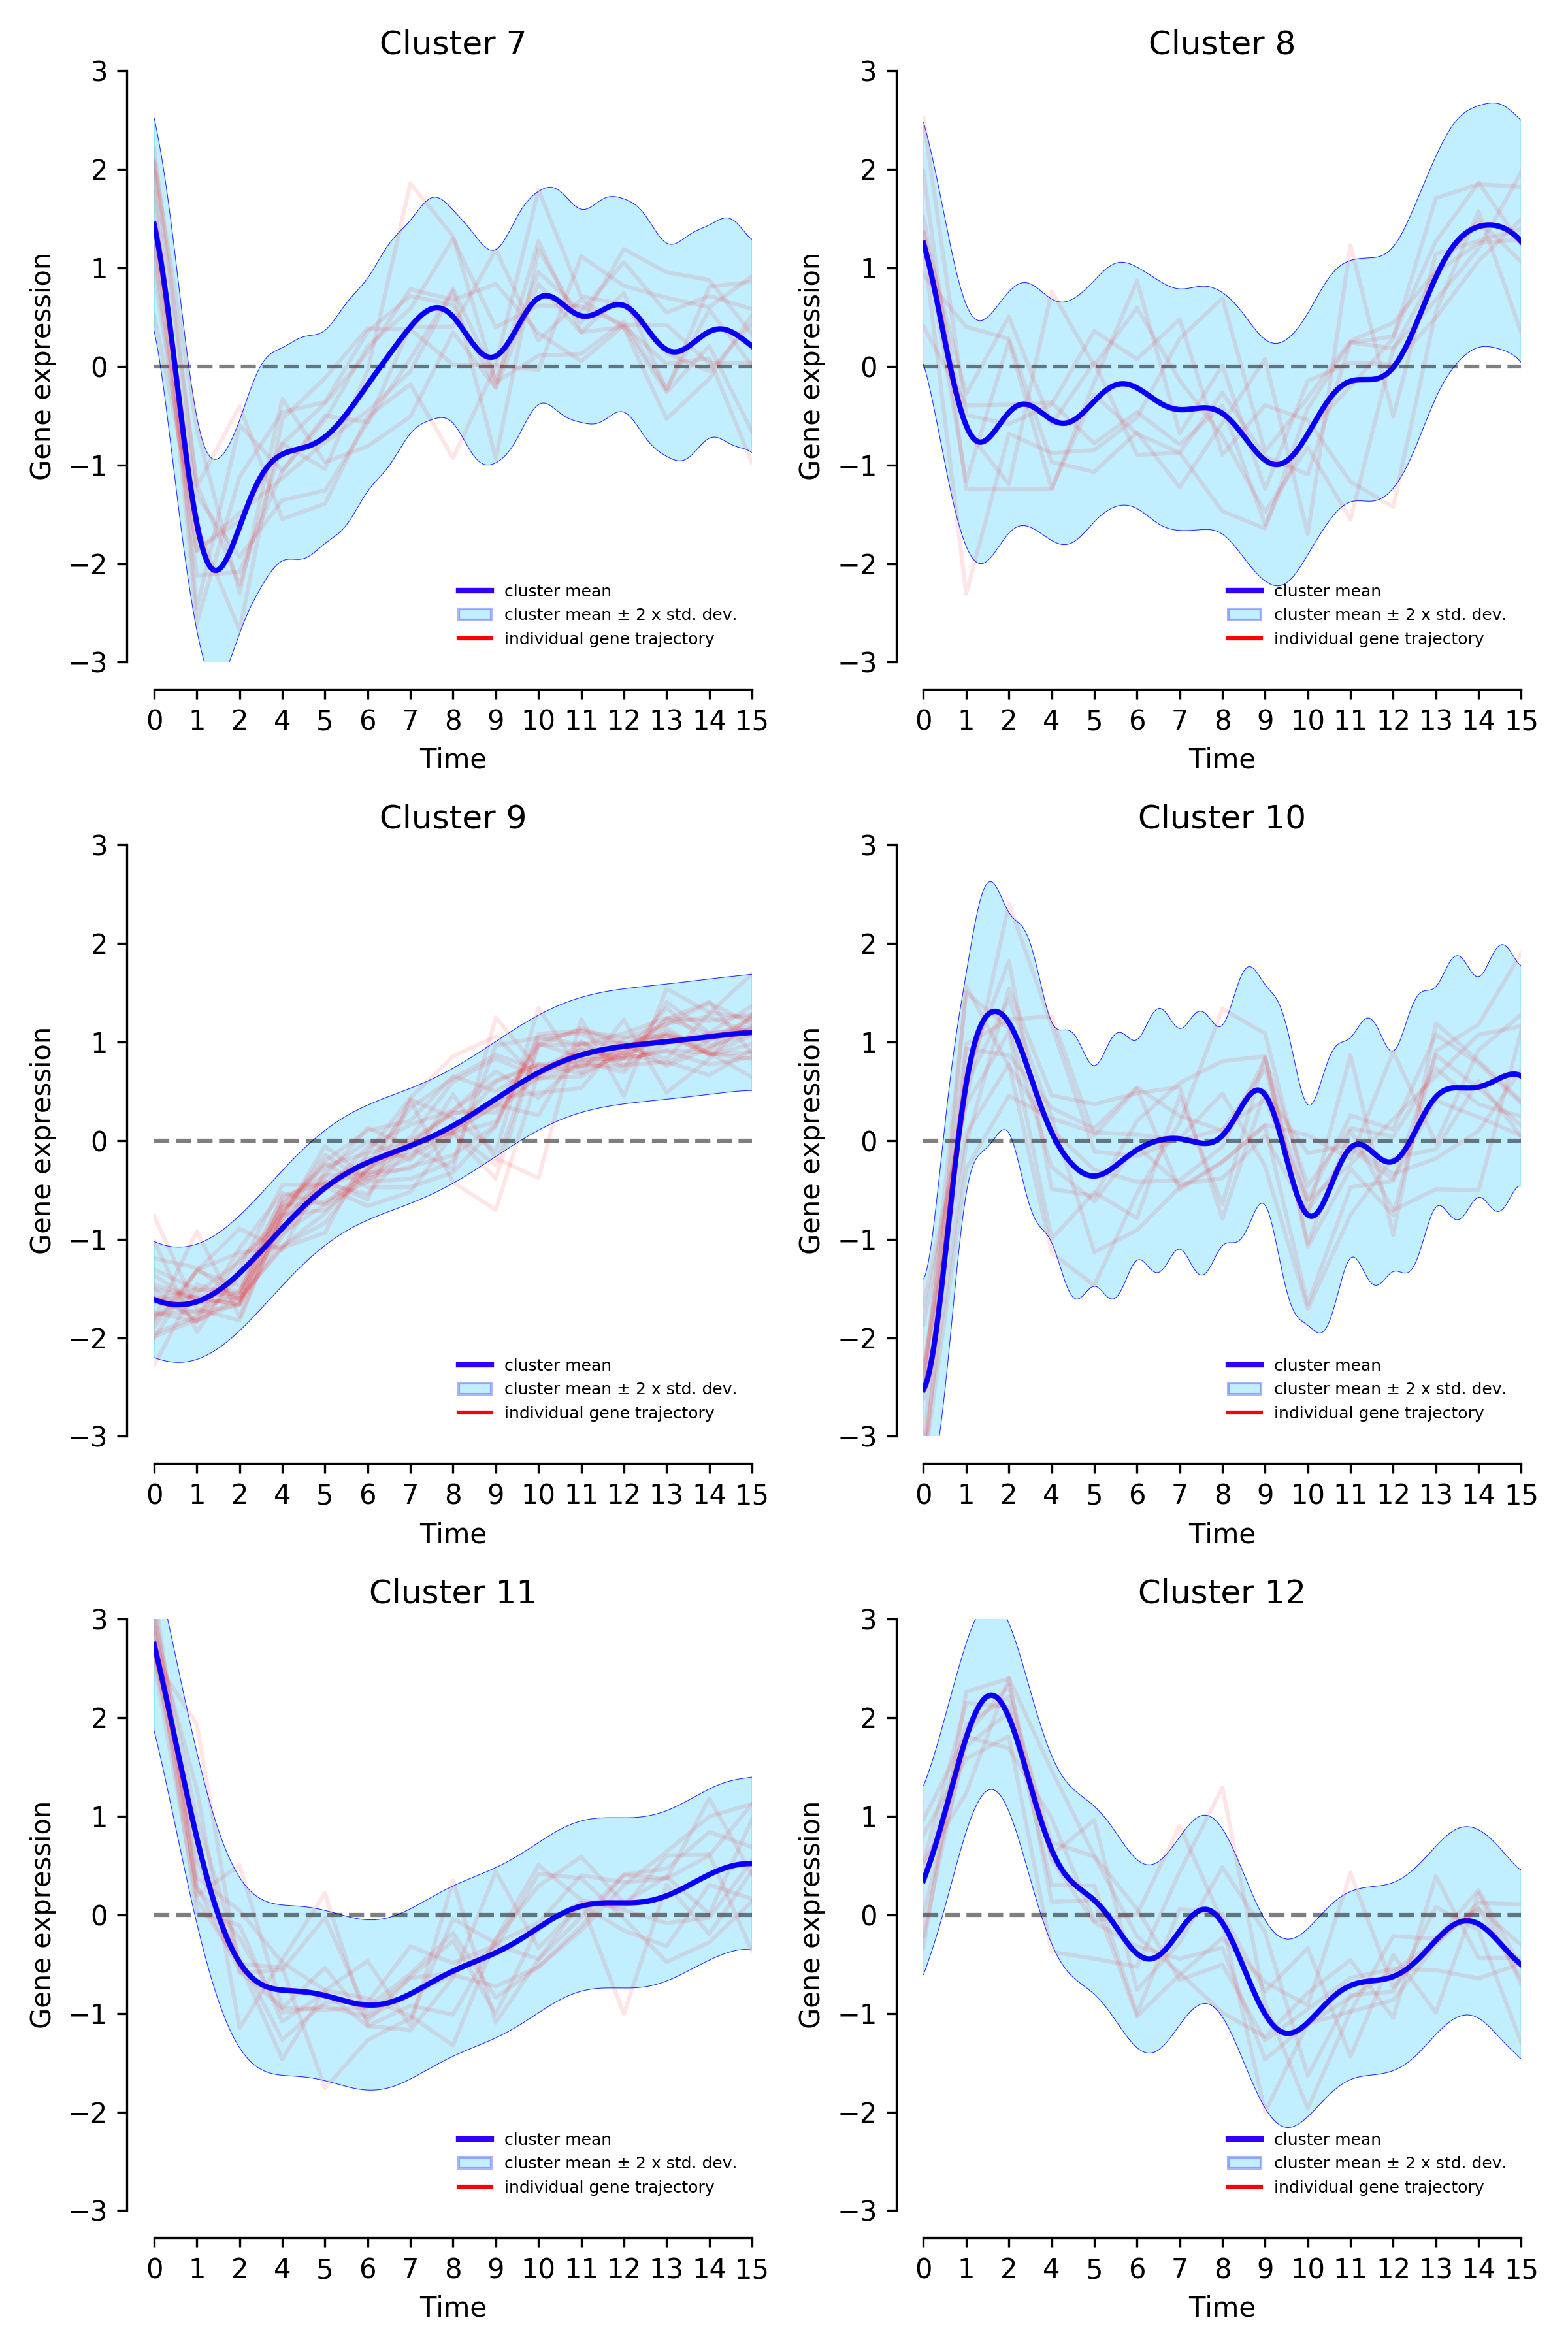 Cluster 7
Gene expression
3
2
1
0
−1
−2
−3
cluster mean
cluster mean ± 2 x std. dev.
individual gene trajectory
0 1 2 4 5 6 7 8 9 10 11 12 13 14 15
Time
Cluster 8
Gene expression
3
2
1
0
−1
−2
−3
cluster mean
cluster mean ± 2 x std. dev.
individual gene trajectory
0 1 2 4 5 6 7 8 9 10 11 12 13 14 15
Time
Cluster 9
Gene expression
3
2
1
0
−1
−2
−3
cluster mean
cluster mean ± 2 x std. dev.
individual gene trajectory
0 1 2 4 5 6 7 8 9 10 11 12 13 14 15
Time
Cluster 10
Gene expression
3
2
1
0
−1
−2
−3
cluster mean
cluster mean ± 2 x std. dev.
individual gene trajectory
0 1 2 4 5 6 7 8 9 10 11 12 13 14 15
Time
Cluster 11
Gene expression
3
2
1
0
−1
−2
−3
cluster mean
cluster mean ± 2 x std. dev.
individual gene trajectory
0 1 2 4 5 6 7 8 9 10 11 12 13 14 15
Time
Cluster 12
Gene expression
3
2
1
0
−1
−2
−3
cluster mean
cluster mean ± 2 x std. dev.
individual gene trajectory
0 1 2 4 5 6 7 8 9 10 11 12 13 14 15
Time